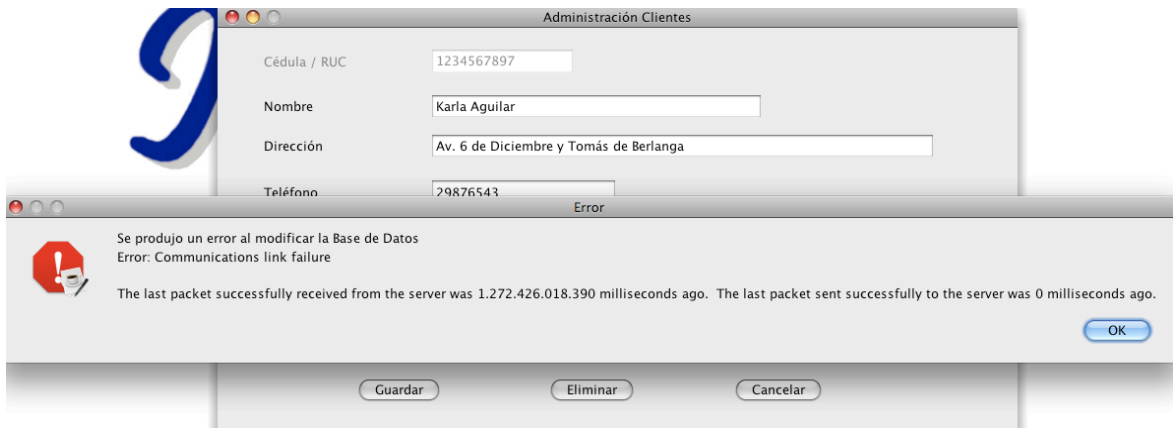 Administración Clientes
Cédula / RUC 1234567897
Nombre Karla Aguilar
Dirección Av. 6 de Diciembre y Tomás de Berlanga
Teléfono 29876543
Error
Se produjo un error al modificar la Base de Datos
Error: Communications link failure
The last packet successfully received from the server was 1.272.426.018.390 milliseconds ago.  The last packet sent successfully to the server was 0 milliseconds ago.
OK
Guardar Eliminar Cancelar